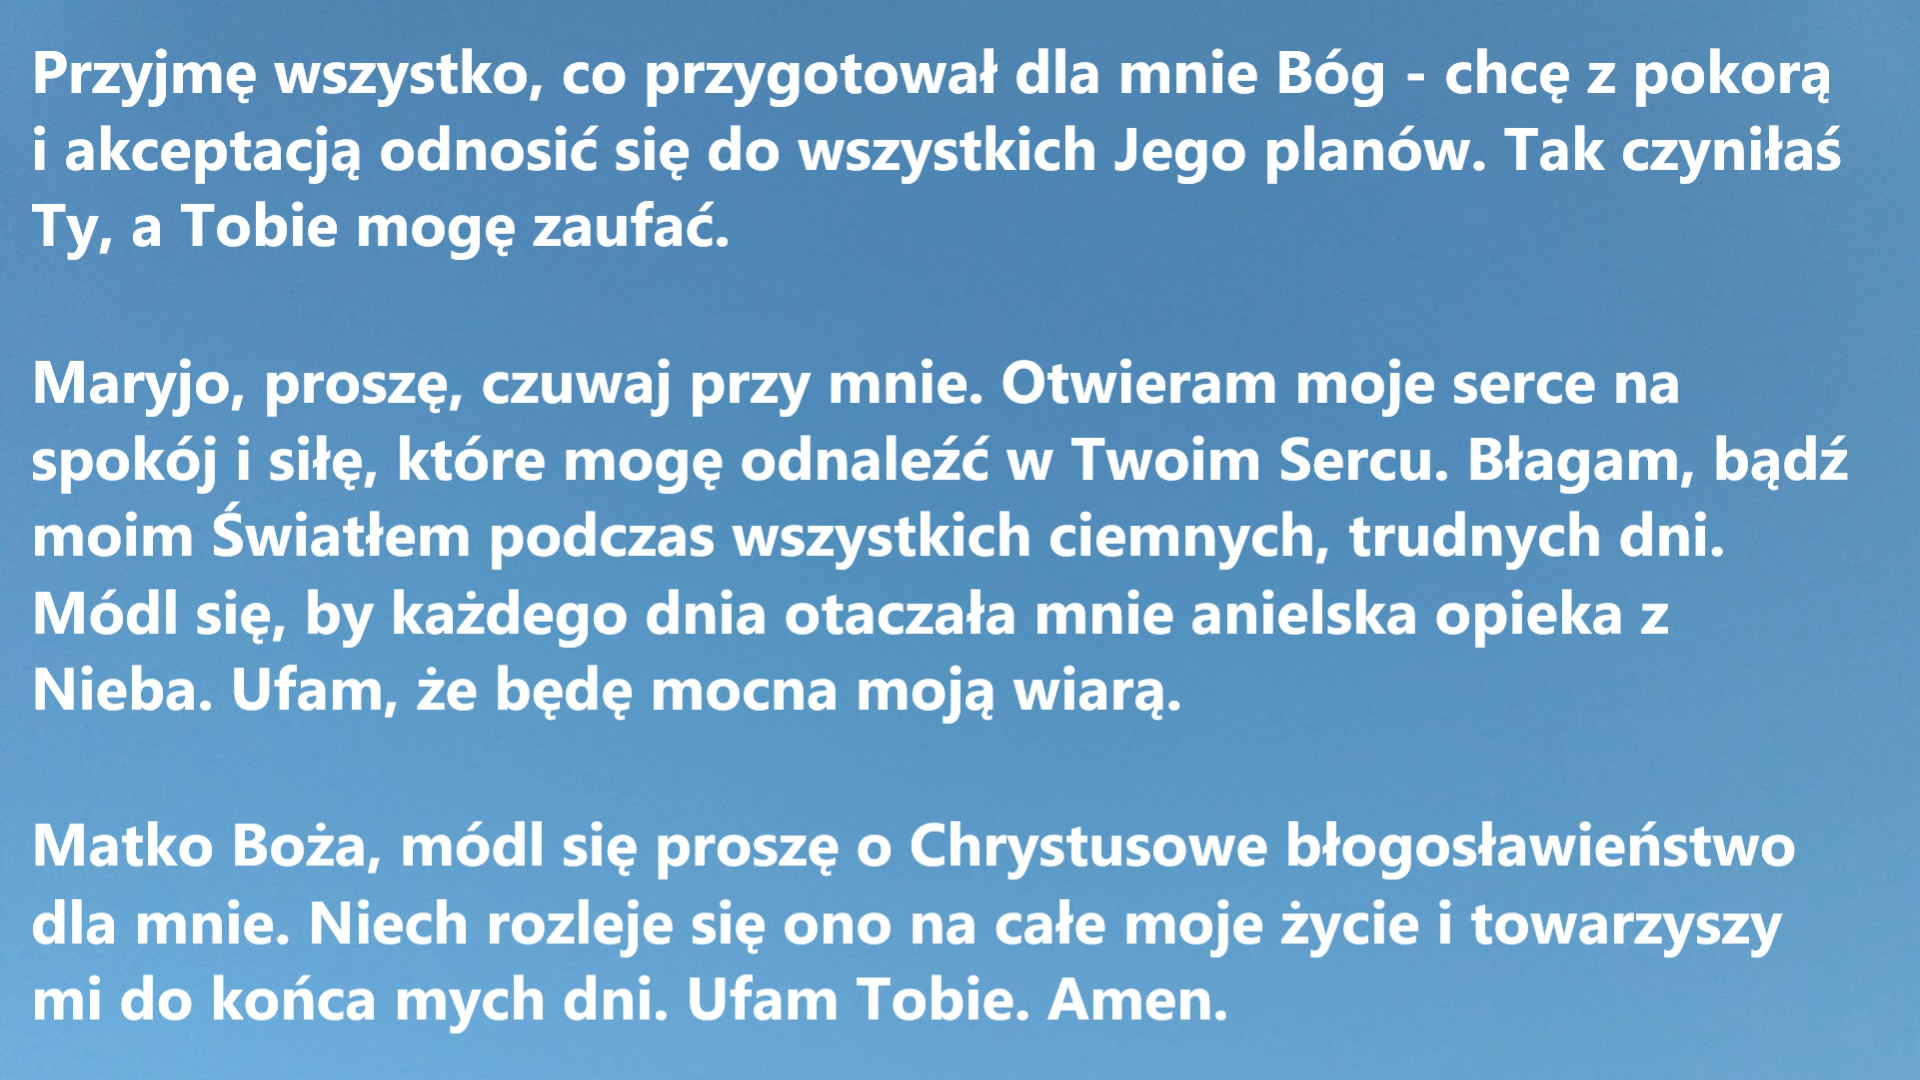 Przyjmę wszystko, co przygotował dla mnie Bóg - chcę z pokorą
i akceptacją odnosić się do wszystkich Jego planów. Tak czyniłaś
Ty, a Tobie mogę zaufać.
Maryjo, proszę, czuwaj przy mnie. Otwieram moje serce na
spokój i siłę, które mogę odnaleźć w Twoim Sercu. Błagam, bądź
moim Światłem podczas wszystkich ciemnych, trudnych dni.
Módl się, by każdego dnia otaczała mnie anielska opieka z
Nieba. Ufam, że będę mocna moją wiarą.
Matko Boża, módl się proszę o Chrystusowe błogosławieństwo
dla mnie. Niech rozleje się ono na całe moje życie i towarzyszy
mi do końca mych dni. Ufam Tobie. Amen.